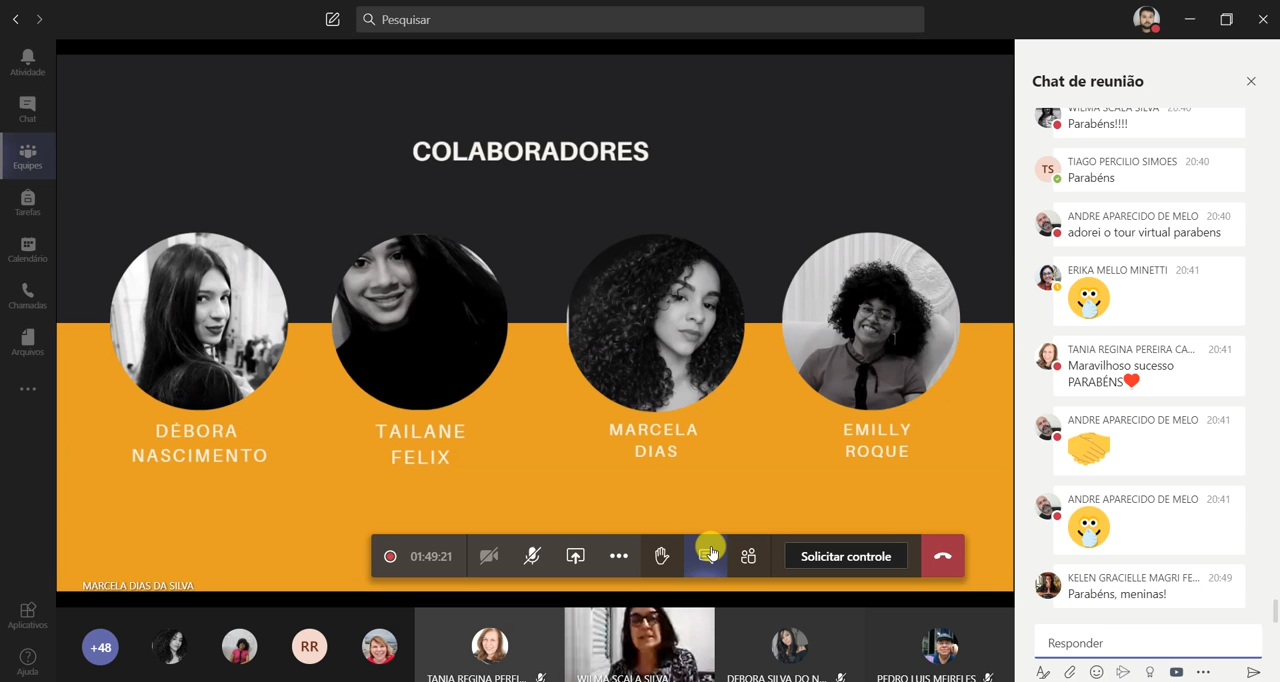 Pesquisar
Atividade
Chat
Equipes
Tarefas
Calendário
Chamadas
Arquivos
Aplicativos
Ajuda
COLABORADORES
DÉBORA
NASCIMENTO
TAILANE
FELIX
MARCELA
DIAS
EMILLY
ROQUE
01:49:21
Solicitar controle
MARCELA DIAS DA SILVA
+48
RR
TANIA REGINA PEREI...
WILMA SCALA SILVA
DEBORA SILVA DO N...
PEDRO LUIS MEIRELES
Chat de reunião
WILMA SCALA SILVA 20:40
Parabéns!!!!
TS
TIAGO PERCILIO SIMOES 20:40
Parabéns
ANDRE APARECIDO DE MELO 20:40
adorei o tour virtual parabens
ERIKA MELLO MINETTI 20:41
TANIA REGINA PEREIRA CA... 20:41
Maravilhoso sucesso
PARABÉNS
ANDRE APARECIDO DE MELO 20:41
ANDRE APARECIDO DE MELO 20:41
KELEN GRACIELLE MAGRI FE... 20:49
Parabéns, meninas!
Responder